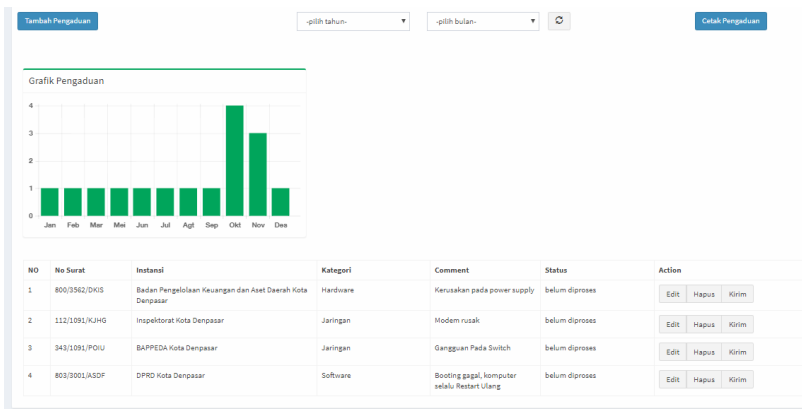 Tambah Pengaduan
-pilih tahun-
-pilih bulan-
Cetak Pengaduan
Grafik Pengaduan
4
3
2
1
0
Jan Feb Mar Mei Jun Jul Agt Sep Okt Nov Des
NO No Surat Instansi Kategori Comment Status Action
1 800/3562/DKIS Badan Pengelolaan Keuangan dan Aset Daerah Kota Hardware Kerusakan pada power supply belum diproses Edit Hapus Kirim
Denpasar
2 112/1091/KJHG Inspektorat Kota Denpasar Jaringan Modem rusak belum diproses Edit Hapus Kirim
3 343/1091/POIU BAPPEDA Kota Denpasar Jaringan Gangguan Pada Switch belum diproses Edit Hapus Kirim
4 803/3001/ASDF DPRD Kota Denpasar Software Booting gagal, komputer belum diproses Edit Hapus Kirim
selalu Restart Ulang